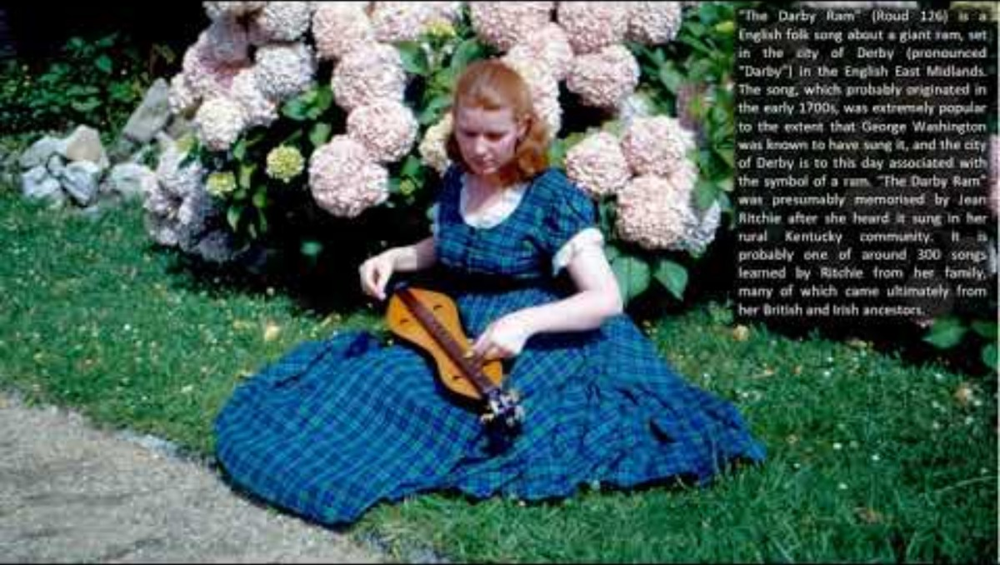 "The Darby Ram" (Roud 126) is a
English folk song about a giant ram, set
in the city of Derby (pronounced
"Darby") in the English East Midlands.
The song, which probably originated in
the early 1700s, was extremely popular
to the extent that George Washington
was known to have sung it, and the city
of Derby is to this day associated with
the symbol of a ram. "The Darby Ram"
was presumably memorised by Jean
Ritchie after she heard it sung in her
rural Kentucky community. It is
probably one of around 300 songs
learned by Ritchie from her family,
many of which came ultimately from
her British and Irish ancestors.